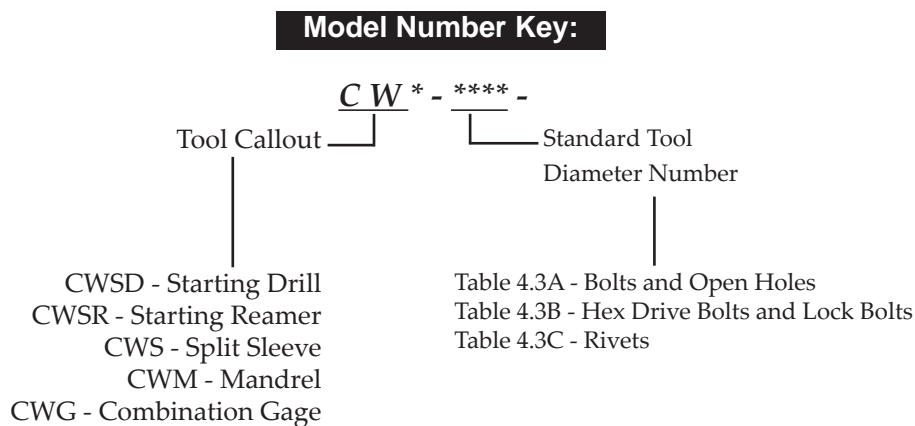 Model Number Key:
C W * - **** -
Tool Callout
Standard Tool
Diameter Number
CWSD - Starting Drill
CWSR - Starting Reamer
CWS - Split Sleeve
CWM - Mandrel
CWG - Combination Gage
Table 4.3A - Bolts and Open Holes
Table 4.3B - Hex Drive Bolts and Lock Bolts
Table 4.3C - Rivets